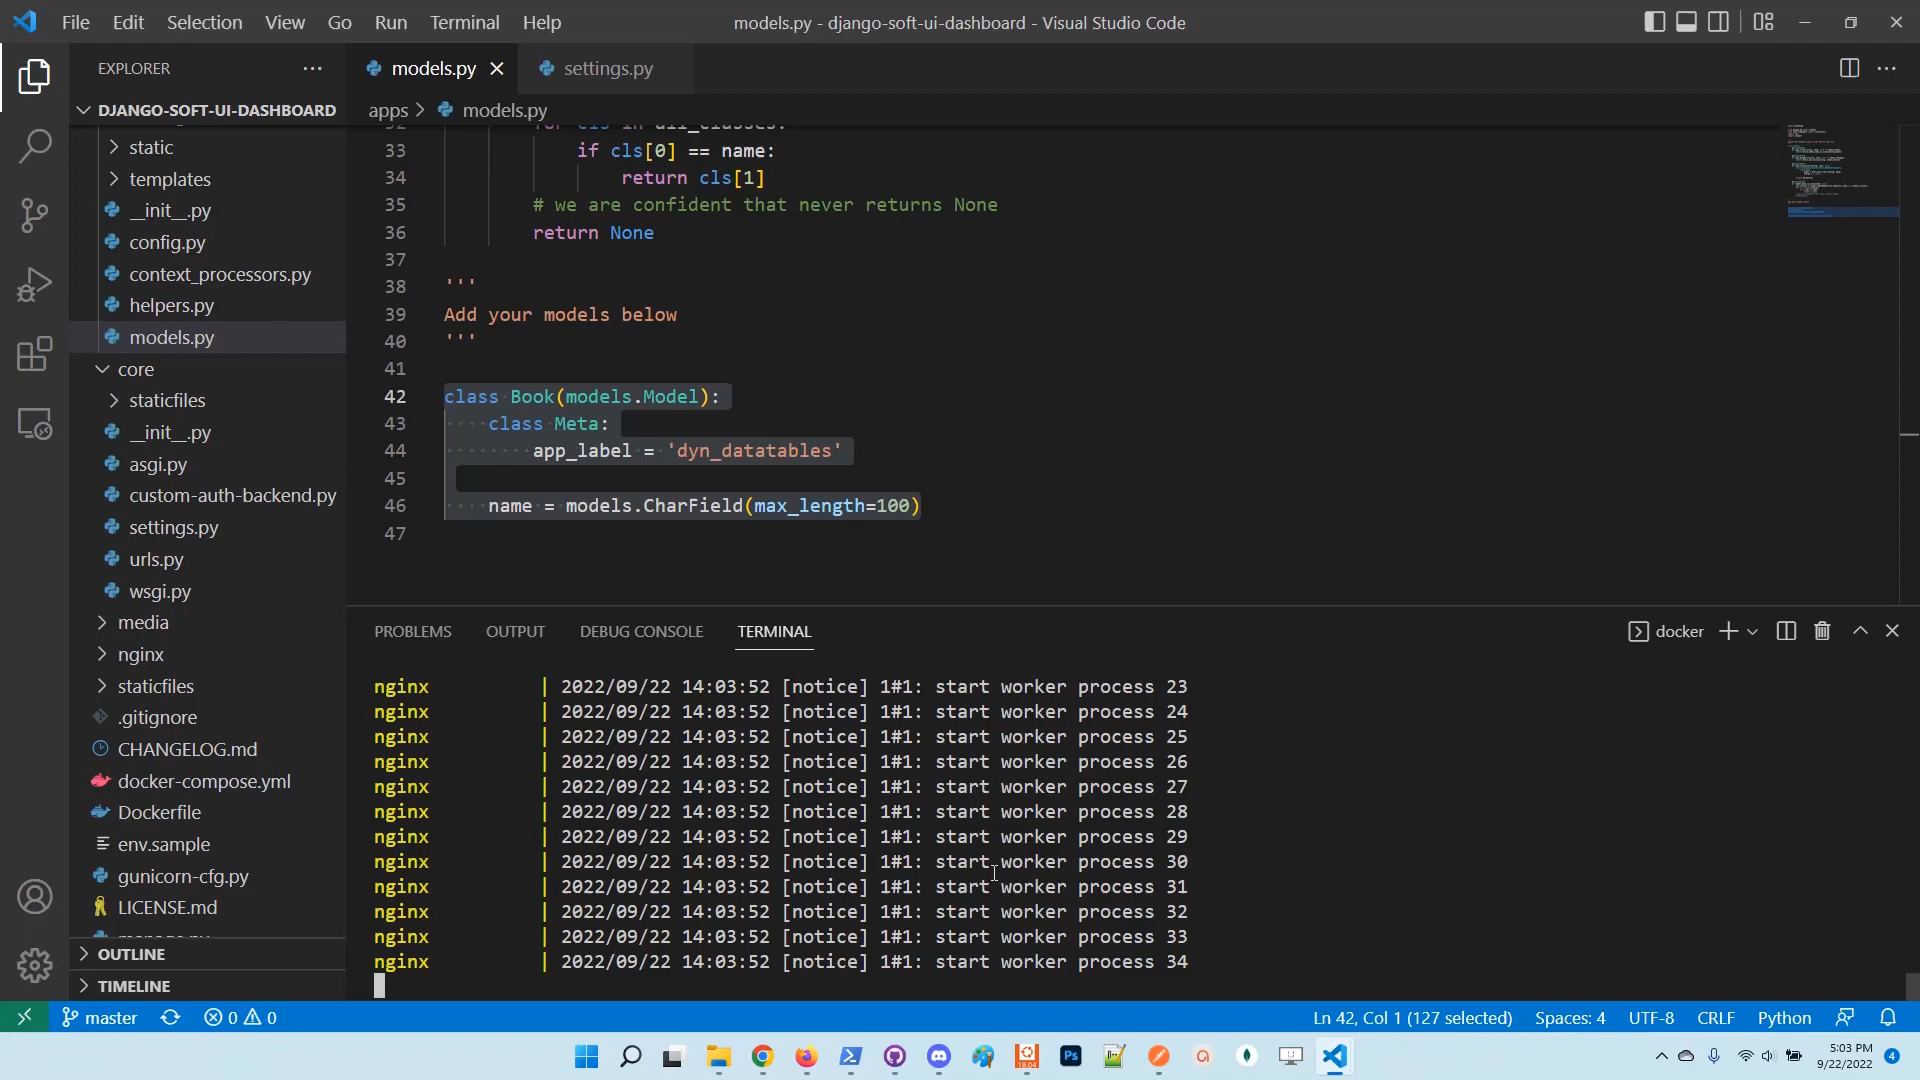 File Edit Selection View Go Run Terminal Help
models.py - django-soft-ui-dashboard - Visual Studio Code
EXPLORER
DJANGO-SOFT-UI-DASHBOARD
static
templates
__init__.py
config.py
context_processors.py
helpers.py
models.py
core
staticfiles
__init__.py
asgi.py
custom-auth-backend.py
settings.py
urls.py
wsgi.py
media
nginx
staticfiles
.gitignore
CHANGELOG.md
docker-compose.yml
Dockerfile
env.sample
gunicorn-cfg.py
LICENSE.md
OUTLINE
TIMELINE
models.py
settings.py
apps > models.py
33 if cls[0] == name:
34 return cls[1]
35 # we are confident that never returns None
36 return None
37
38 '''
39 Add your models below
40 '''
41
42 class Book(models.Model):
43 class Meta:
44 app_label = 'dyn_datatables'
45
46 name = models.CharField(max_length=100)
47
PROBLEMS OUTPUT DEBUG CONSOLE TERMINAL
docker
nginx | 2022/09/22 14:03:52 [notice] 1#1: start worker process 23
nginx | 2022/09/22 14:03:52 [notice] 1#1: start worker process 24
nginx | 2022/09/22 14:03:52 [notice] 1#1: start worker process 25
nginx | 2022/09/22 14:03:52 [notice] 1#1: start worker process 26
nginx | 2022/09/22 14:03:52 [notice] 1#1: start worker process 27
nginx | 2022/09/22 14:03:52 [notice] 1#1: start worker process 28
nginx | 2022/09/22 14:03:52 [notice] 1#1: start worker process 29
nginx | 2022/09/22 14:03:52 [notice] 1#1: start worker process 30
nginx | 2022/09/22 14:03:52 [notice] 1#1: start worker process 31
nginx | 2022/09/22 14:03:52 [notice] 1#1: start worker process 32
nginx | 2022/09/22 14:03:52 [notice] 1#1: start worker process 33
nginx | 2022/09/22 14:03:52 [notice] 1#1: start worker process 34
master 0 0
Ln 42, Col 1 (127 selected) Spaces: 4 UTF-8 CRLF Python
Ps
18.04
5:03 PM
9/22/2022
4